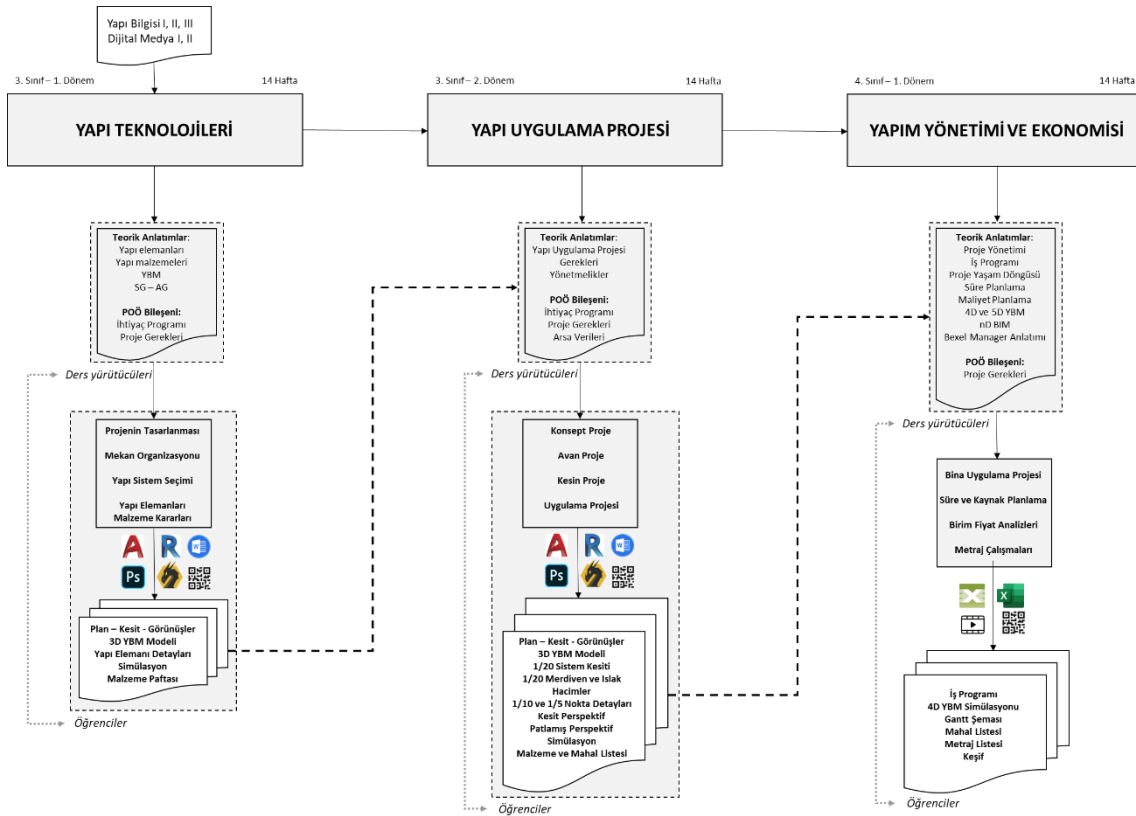 Yapı Bilgisi I, II, III
Dijital Medya I, II
3. Sınıf – 1. Dönem
14 Hafta
YAPI TEKNOLOJİLERİ
Teorik Anlatımlar:
Yapı elemanları
Yapı malzemeleri
YBM
SG – AG
POÖ Bileşeni:
İhtiyaç Programı
Proje Gerekleri
Ders yürütücüleri
Projenin Tasarlanması
Mekan Organizasyonu
Yapı Sistem Seçimi
Yapı Elemanları
Malzeme Kararları
Ps
Plan – Kesit - Görünüşler
3D YBM Modeli
Yapı Elemanı Detayları
Simülasyon
Malzeme Paftası
Öğrenciler
3. Sınıf – 2. Dönem
14 Hafta
YAPI UYGULAMA PROJESİ
Teorik Anlatımlar:
Yapı Uygulama Projesi
Gerekleri
Yönetmelikler
POÖ Bileşeni:
İhtiyaç Programı
Proje Gerekleri
Arsa Verileri
Ders yürütücüleri
Konsept Proje
Avan Proje
Kesin Proje
Uygulama Projesi
Ps
Plan – Kesit - Görünüşler
3D YBM Modeli
1/20 Sistem Kesiti
1/20 Merdiven ve Islak
Hacimler
1/10 ve 1/5 Nokta Detayları
Kesit Perspektif
Patlamış Perspektif
Simülasyon
Malzeme ve Mahal Listesi
Öğrenciler
4. Sınıf – 1. Dönem
14 Hafta
YAPIM YÖNETİMİ VE EKONOMİSİ
Teorik Anlatımlar:
Proje Yönetimi
İş Programı
Proje Yaşam Döngüsü
Süre Planlama
Maliyet Planlama
4D ve 5D YBM
nD BIM
Bexel Manager Anlatımı
POÖ Bileşeni:
Proje Gerekleri
Ders yürütücüleri
Bina Uygulama Projesi
Süre ve Kaynak Planlama
Birim Fiyat Analizleri
Metraj Çalışmaları
İş Programı
4D YBM Simülasyonu
Gantt Şeması
Mahal Listesi
Metraj Listesi
Keşif
Öğrenciler